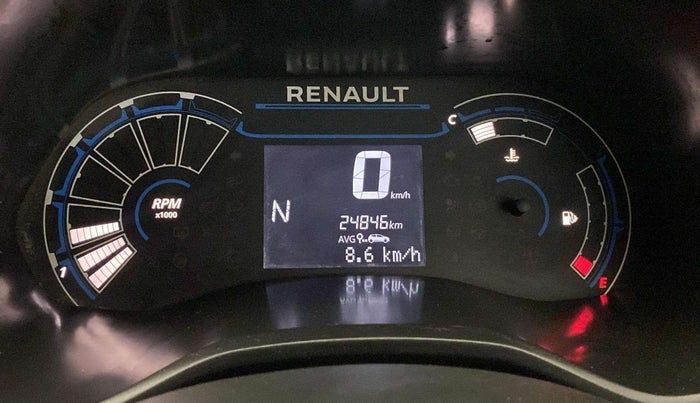 RENAULT
C
0 km/h
RPM
x1000
N
24846km
AVG
8.6 km/h
1
E